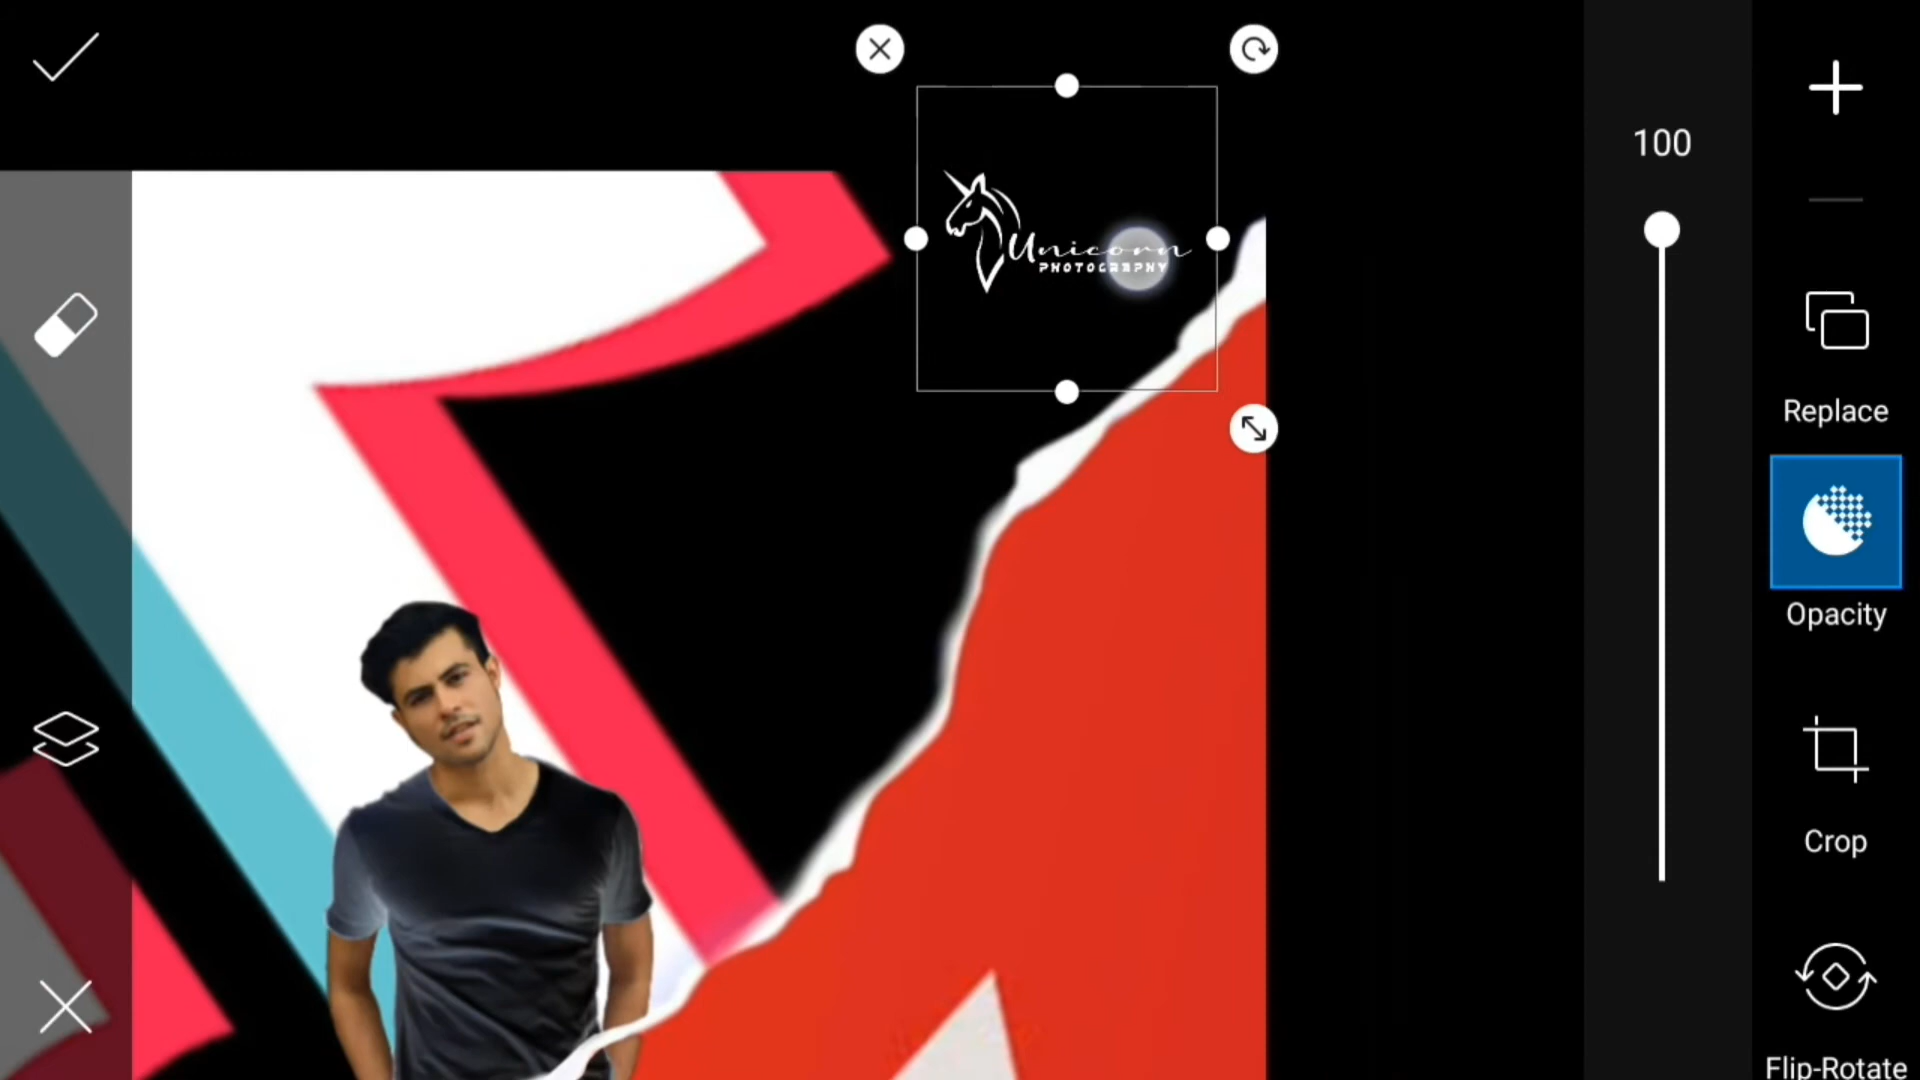 100
Unicorn
PHOTOGRAPHY
Replace
Opacity
Crop
Flip-Rotate